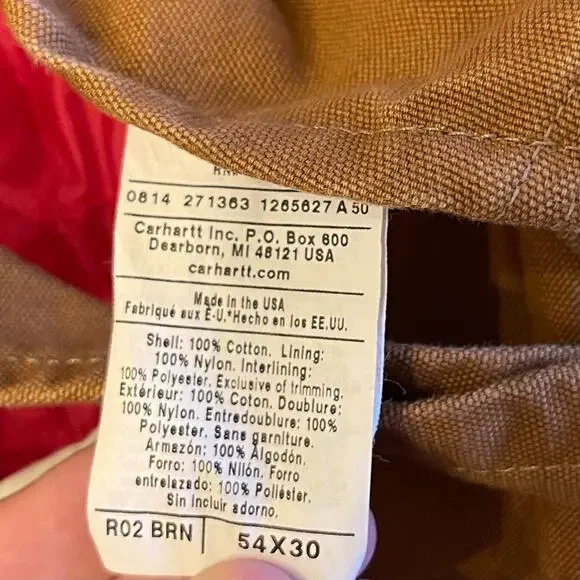 0814 271363 1265627 A 50
Carhartt Inc. P.O. Box 600
Dearborn, MI 48121 USA
carhartt.com
Made in the USA
Fabriqué aux É-U.*Hecho en los EE.UU.
Shell: 100% Cotton. Lining:
100% Nylon. Interlining:
100% Polyester. Exclusive of trimming.
Extérieur: 100% Coton. Doublure:
100% Nylon. Entredoublure: 100%
Polyester. Sans garniture.
Armazón: 100% Algodón.
Forro: 100% Nilón. Forro
entrelazado: 100% Poliéster.
Sin incluir adorno.
R02 BRN | 54X30